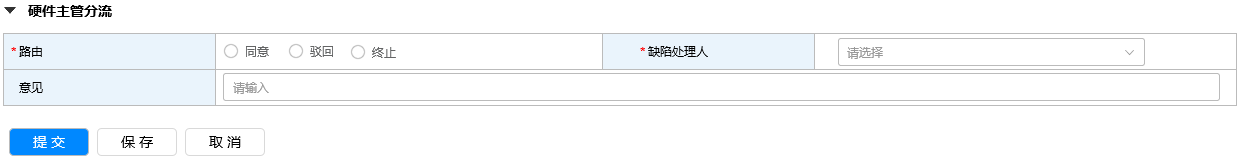 硬件主管分流
*路由 同意 驳回 终止 *缺陷处理人 请选择
意见 请输入
提交 保存 取消